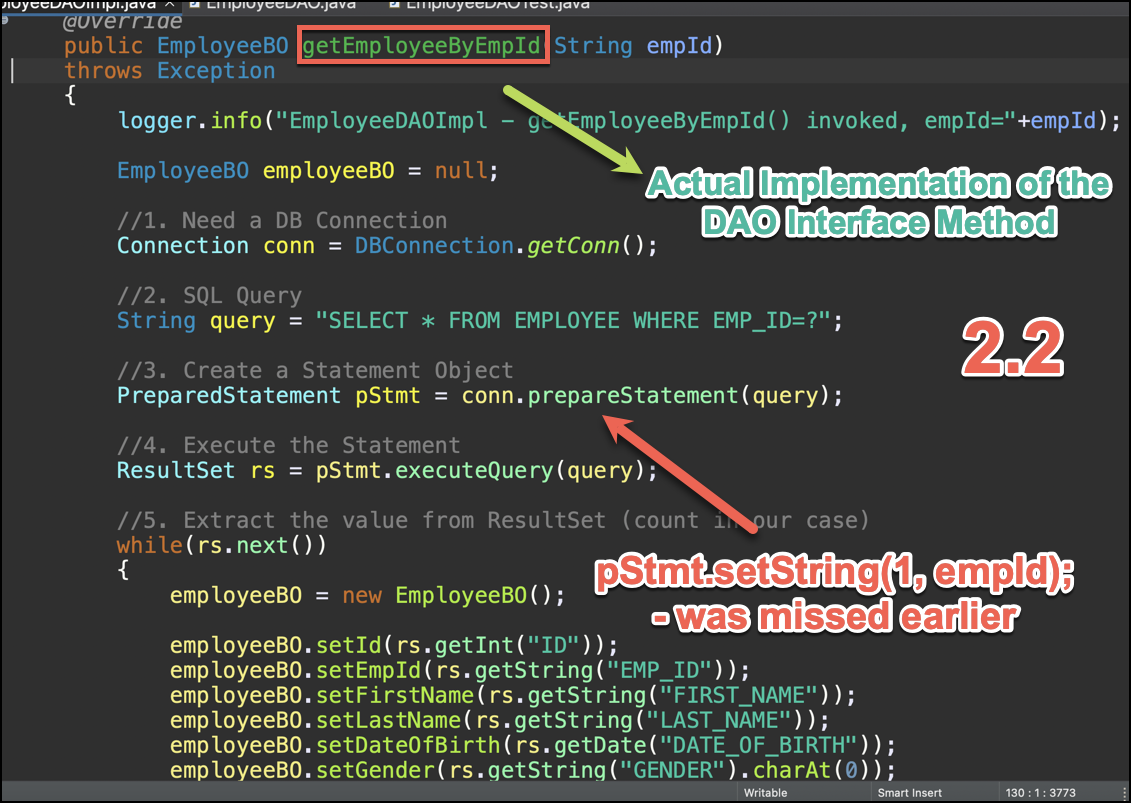 loyeeDAOImpl.java EmployeeDAO.java EmployeeDAOTest.java
@Override
public EmployeeBO getEmployeeByEmpId(String empId)
throws Exception
{
logger.info("EmployeeDAOImpl - getEmployeeByEmpId() invoked, empId="+empId);
EmployeeBO employeeBO = null;
Actual Implementation of the
DAO Interface Method
//1. Need a DB Connection
Connection conn = DBConnection.getConn();
//2. SQL Query
String query = "SELECT * FROM EMPLOYEE WHERE EMP_ID=?";
2.2
//3. Create a Statement Object
PreparedStatement pStmt = conn.prepareStatement(query);
//4. Execute the Statement
ResultSet rs = pStmt.executeQuery(query);
//5. Extract the value from ResultSet (count in our case)
while(rs.next())
{
pStmt.setString(1, empId);
- was missed earlier
employeeBO = new EmployeeBO();
employeeBO.setId(rs.getInt("ID"));
employeeBO.setEmpId(rs.getString("EMP_ID"));
employeeBO.setFirstName(rs.getString("FIRST_NAME"));
employeeBO.setLastName(rs.getString("LAST_NAME"));
employeeBO.setDateOfBirth(rs.getDate("DATE_OF_BIRTH"));
employeeBO.setGender(rs.getString("GENDER").charAt(0));
Writable Smart Insert 130 : 1 : 3773